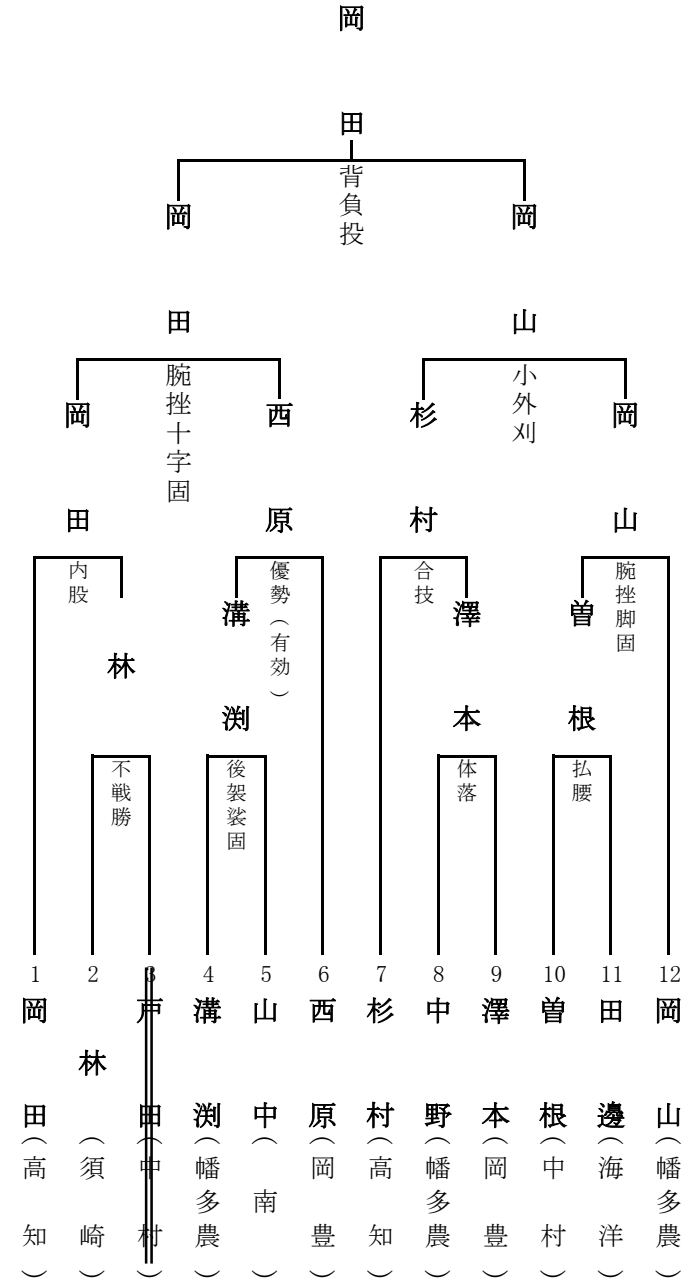 岡田
背負投
岡田
岡山
腕挫十字固
小外刈
岡田
西原
杉村
岡山
内股
優勢（有効）
合技
腕挫脚固
林
溝渕
澤本
曽根
不戦勝
後袈裟固
体落
払腰
1 岡田（高知）
2 林（須崎）
3 戸田（中村）
4 溝渕（幡多農）
5 山中（南）
6 西原（岡豊）
7 杉村（高知）
8 中野（幡多農）
9 澤本（岡豊）
10 曽根（中村）
11 田邊（海洋）
12 岡山（幡多農）